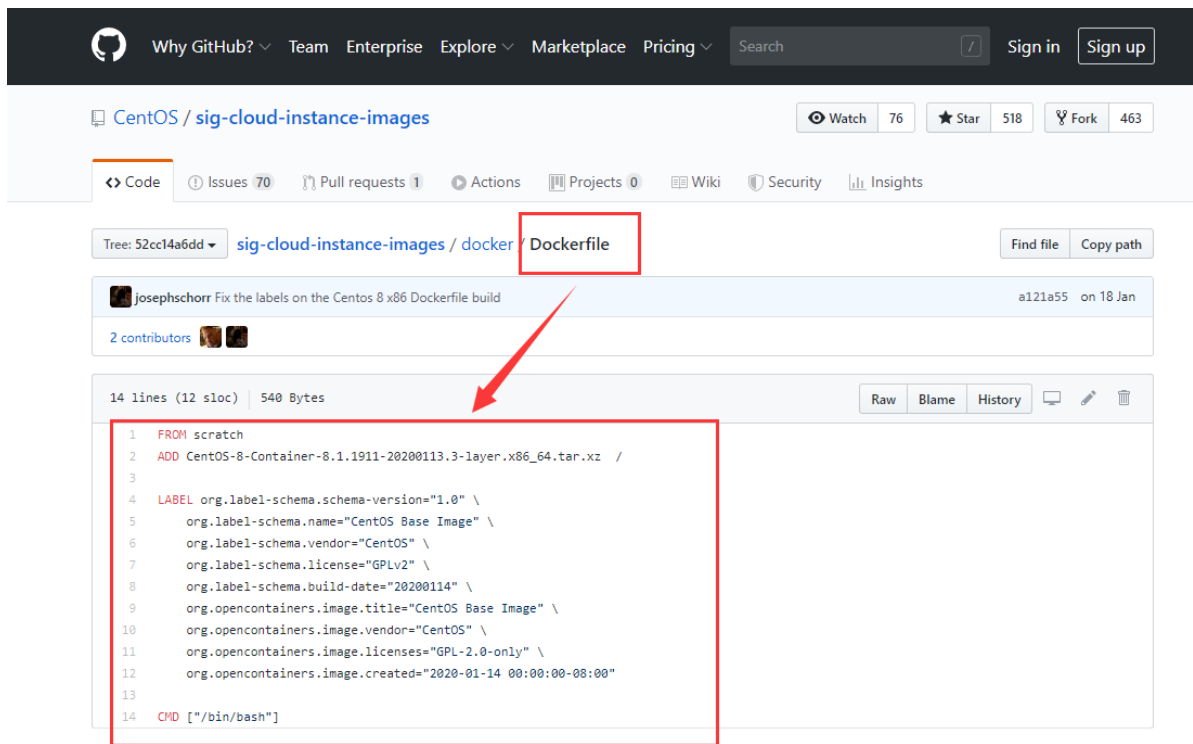 Why GitHub? Team Enterprise Explore Marketplace Pricing Search / Sign in Sign up
CentOS / sig-cloud-instance-images Watch 76 Star 518 Fork 463
Code Issues 70 Pull requests 1 Actions Projects 0 Wiki Security Insights
Tree: 52cc14a6dd sig-cloud-instance-images / docker / Dockerfile Find file Copy path
josephschorr Fix the labels on the Centos 8 x86 Dockerfile build a121a55 on 18 Jan
2 contributors
14 lines (12 sloc) 540 Bytes Raw Blame History
1 FROM scratch
2 ADD CentOS-8-Container-8.1.1911-20200113.3-layer.x86_64.tar.xz /
3
4 LABEL org.label-schema.schema-version="1.0" \
5 org.label-schema.name="CentOS Base Image" \
6 org.label-schema.vendor="CentOS" \
7 org.label-schema.license="GPLv2" \
8 org.label-schema.build-date="20200114" \
9 org.opencontainers.image.title="CentOS Base Image" \
10 org.opencontainers.image.vendor="CentOS" \
11 org.opencontainers.image.licenses="GPL-2.0-only" \
12 org.opencontainers.image.created="2020-01-14 00:00:00-08:00"
13
14 CMD ["/bin/bash"]